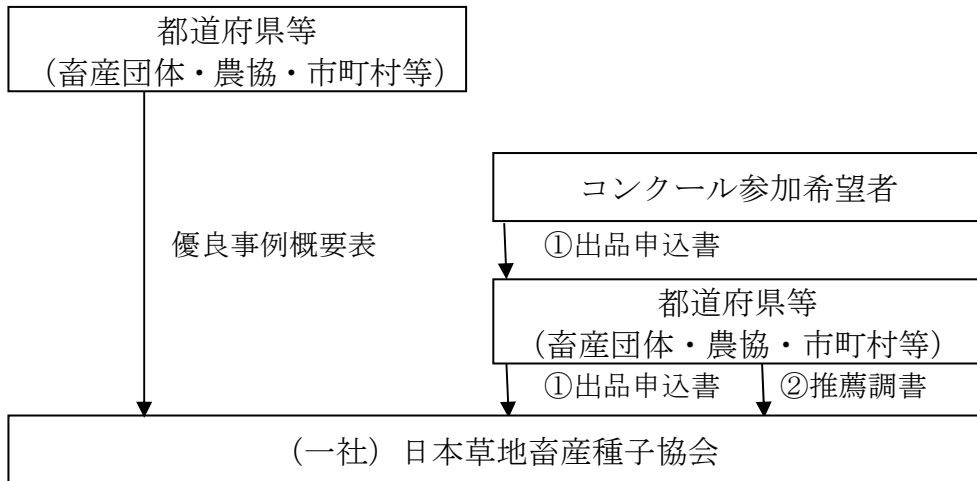 都道府県等
（畜産団体・農協・市町村等）
コンクール参加希望者
優良事例概要表
①出品申込書
都道府県等
（畜産団体・農協・市町村等）
①出品申込書
②推薦調書
（一社）日本草地畜産種子協会